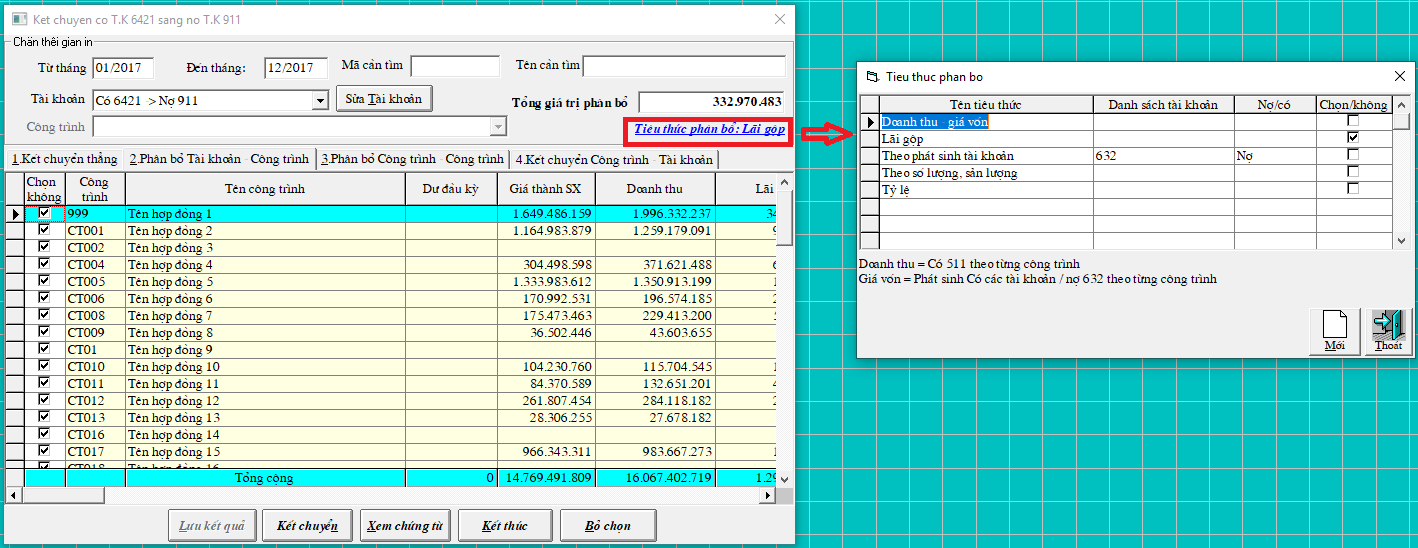 Ket chuyen co T.K 6421 sang no T.K 911
Chän thêi gian in
Từ tháng 01/2017 Đến tháng: 12/2017 Mã cần tìm Tên cần tìm
Tài khoản Có 6421 > Nợ 911 Sửa Tài khoản Tổng giá trị phân bổ 332.970.483
Công trình Tiêu thức phân bổ: Lãi gộp
1.Kết chuyển thẳng 2.Phân bổ Tài khoản - Công trình 3.Phân bổ Công trình - Công trình 4.Kết chuyển Công trình - Tài khoản
Chọn không Công trình Tên công trình Dư đầu kỳ Giá thành SX Doanh thu Lãi
999 Tên hợp đồng 1 1.649.486.159 1.996.332.237 34
CT001 Tên hợp đồng 2 1.164.983.879 1.259.179.091 9
CT002 Tên hợp đồng 3
CT004 Tên hợp đồng 4 304.498.598 371.621.488 6
CT005 Tên hợp đồng 5 1.333.983.612 1.350.913.199 1
CT006 Tên hợp đồng 6 170.992.531 196.574.185 2
CT008 Tên hợp đồng 7 175.473.463 229.413.200
CT009 Tên hợp đồng 8 36.502.446 43.603.655
CT01 Tên hợp đồng 9
CT010 Tên hợp đồng 10 104.230.760 115.704.545 1
CT011 Tên hợp đồng 11 84.370.589 132.651.201 4
CT012 Tên hợp đồng 12 261.807.454 284.118.182 2
CT013 Tên hợp đồng 13 28.306.255 27.678.182
CT016 Tên hợp đồng 14
CT017 Tên hợp đồng 15 966.343.311 983.667.273 1
CT018 Tên hợp đồng 16
Tổng cộng 0 14.769.491.809 16.067.402.719 1.29
Lưu kết quả Kết chuyển Xem chứng từ Kết thúc Bỏ chọn
Tieu thuc phan bo
Tên tiêu thức Danh sách tài khoản Nợ/có Chọn/không
Doanh thu - giá vốn
Lãi gộp
Theo phát sinh tài khoản 632 Nợ
Theo số lượng, sản lượng
Tỷ lệ
Doanh thu = Có 511 theo từng công trình
Giá vốn = Phát sinh Có các tài khoản / nợ 632 theo từng công trình
Mới Thoát